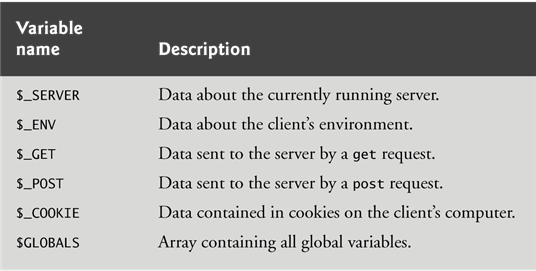 Variable
name Description
$_SERVER Data about the currently running server.
$_ENV Data about the client’s environment.
$_GET Data sent to the server by a get request.
$_POST Data sent to the server by a post request.
$_COOKIE Data contained in cookies on the client’s computer.
$GLOBALS Array containing all global variables.